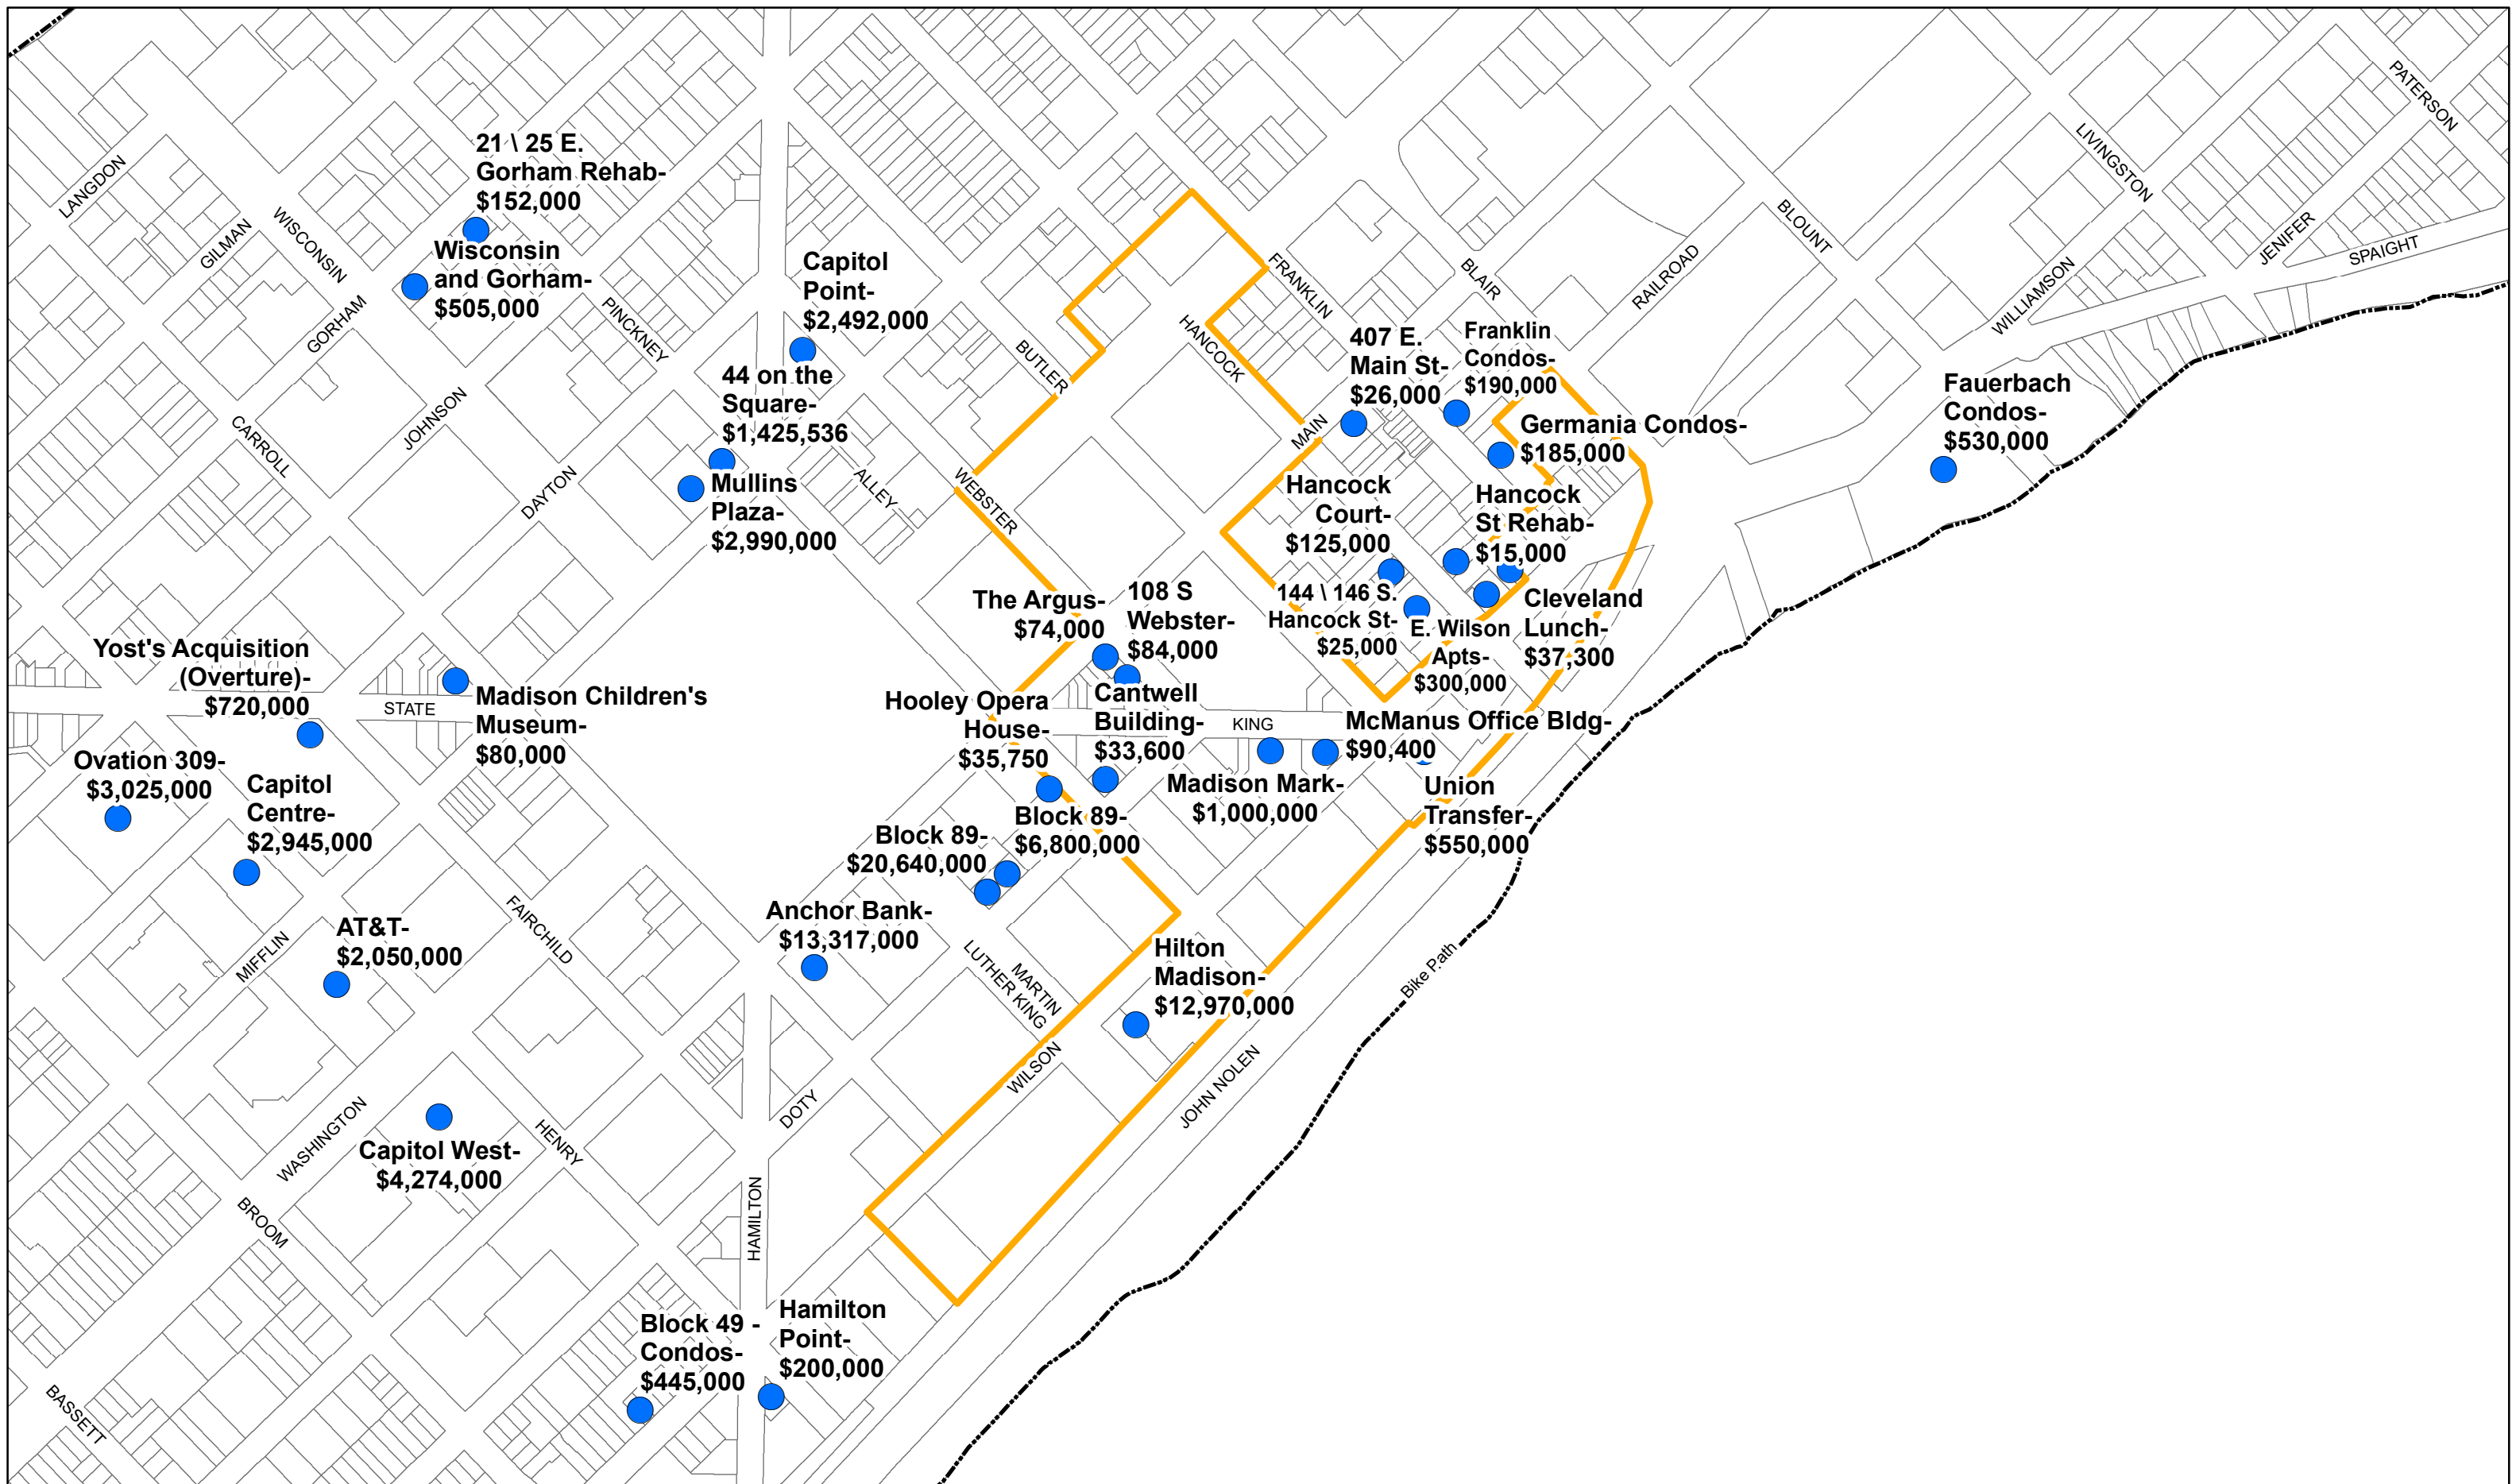 PATERSON
LIVINGSTON
21 \ 25 E.
Gorham Rehab-
$152,000
LANGDON
WISCONSIN
GILMAN
BLOUNT
JENIFER
SPAIGHT
Wisconsin
and Gorham-
$505,000
Capitol
Point-
$2,492,000
FRANKLIN
BLAIR
RAILROAD
WILLIAMSON
GORHAM
PINCKNEY
HANCOCK
BUTLER
407 E.
Main St-
$26,000
Franklin
Condos-
$190,000
44 on the
Square-
$1,425,536
Fauerbach
Condos-
$530,000
CARROLL
JOHNSON
MAIN
Germania Condos-
$185,000
DAYTON
ALLEY
WEBSTER
Mullins
Plaza-
$2,990,000
Hancock
Court-
$125,000
Hancock
St Rehab-
$15,000
The Argus-
$74,000
108 S
Webster-
$84,000
144 \ 146 S.
Hancock St-
$25,000
E. Wilson
Apts-
$300,000
Cleveland
Lunch-
$37,300
Yost's Acquisition
(Overture)-
$720,000
STATE
Madison Children's
Museum-
$80,000
Hooley Opera
House-
$35,750
Cantwell
Building-
$33,600
KING
McManus Office Bldg-
$90,400
Ovation 309-
$3,025,000
Capitol
Centre-
$2,945,000
Madison Mark-
$1,000,000
Union
Transfer-
$550,000
Block 89-
$20,640,000
Block 89-
$6,800,000
Anchor Bank-
$13,317,000
AT&T-
$2,050,000
MIFFLIN
FAIRCHILD
MARTIN
LUTHER KING
Hilton
Madison-
$12,970,000
Bike Path
WILSON
JOHN NOLEN
DOTY
WASHINGTON
HENRY
Capitol West-
$4,274,000
BROOM
HAMILTON
Block 49 -
Condos-
$445,000
Hamilton
Point-
$200,000
BASSETT